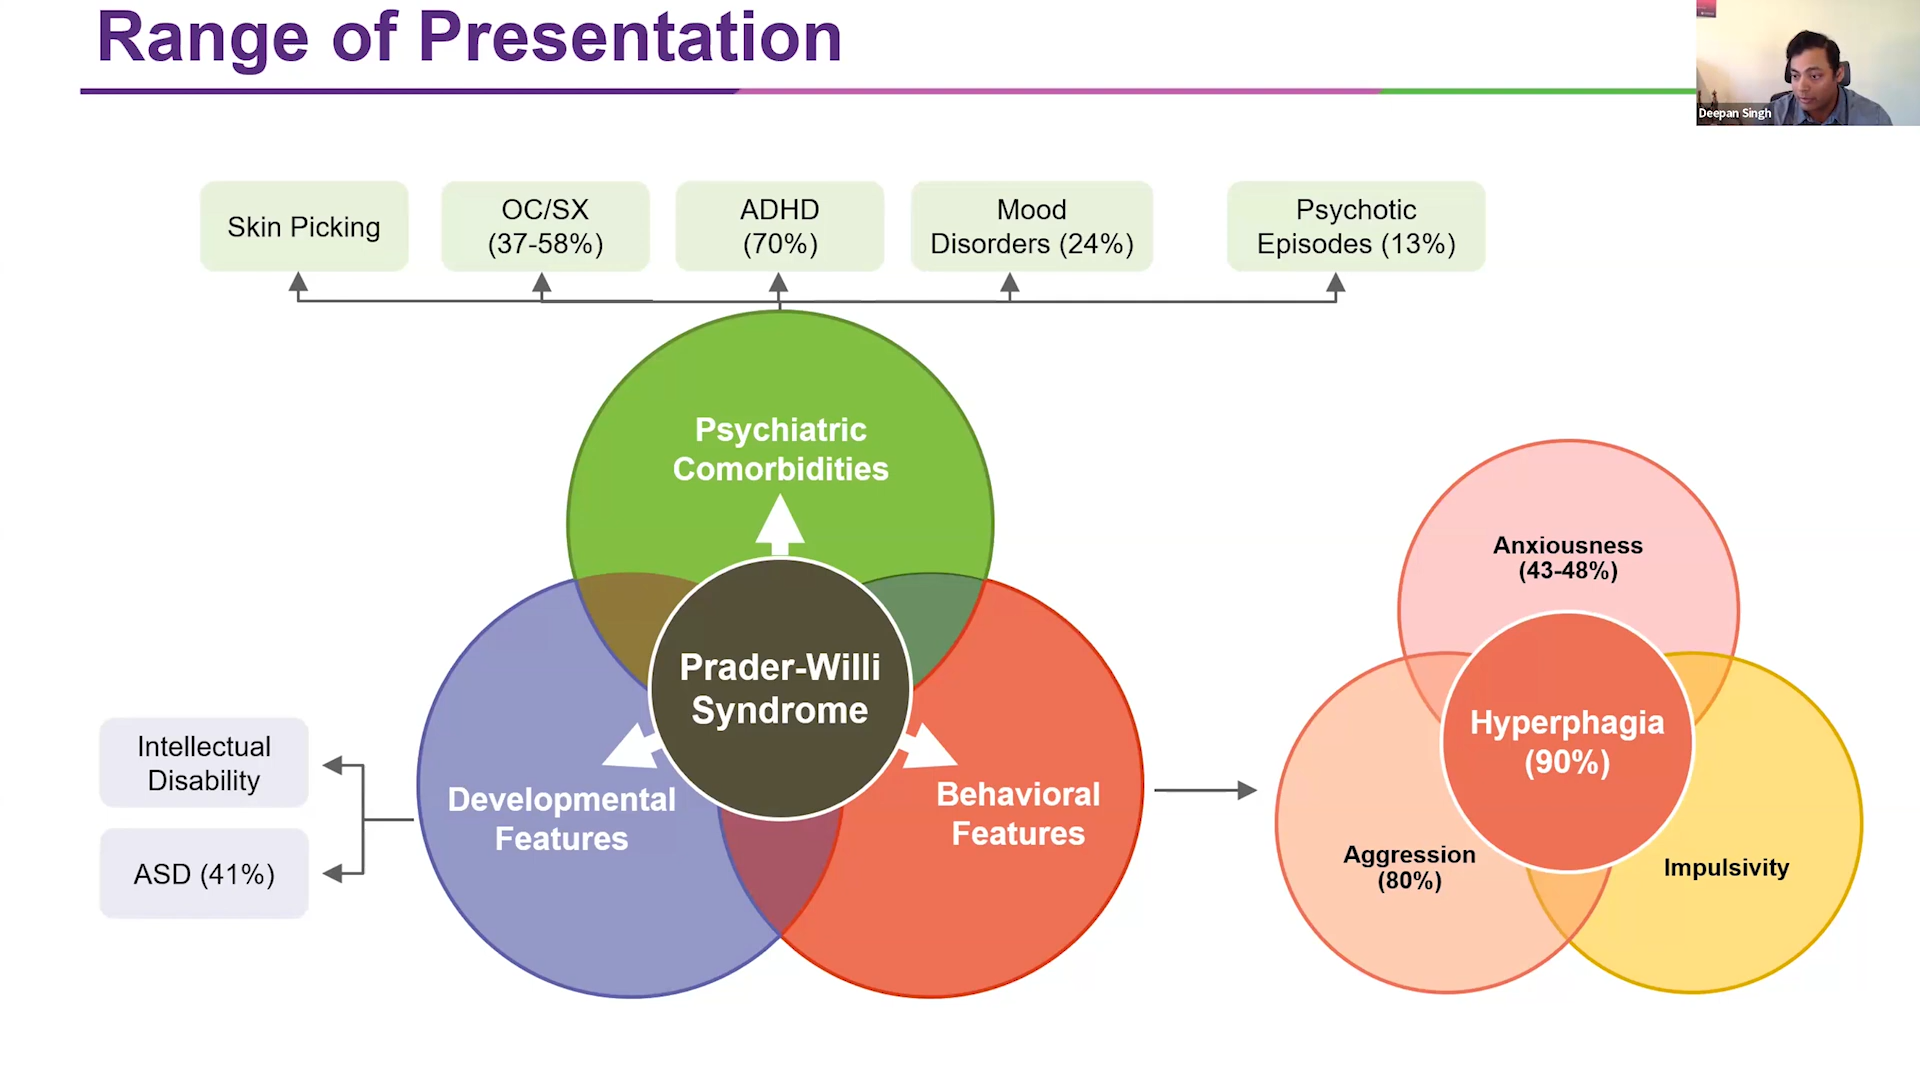 Range of Presentation
Deepan Singh
Skin Picking
OC/SX
(37-58%)
ADHD
(70%)
Mood
Disorders (24%)
Psychotic
Episodes (13%)
Psychiatric
Comorbidities
Prader-Willi
Syndrome
Developmental
Features
Behavioral
Features
Intellectual
Disability
ASD (41%)
Anxiousness
(43-48%)
Hyperphagia
(90%)
Aggression
(80%)
Impulsivity